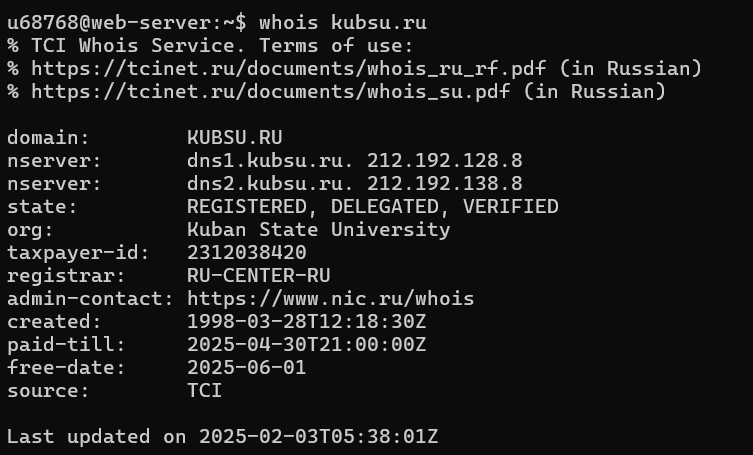 u68768@web-server:~$ whois kubsu.ru
% TCI Whois Service. Terms of use:
% https://tcinet.ru/documents/whois_ru_rf.pdf (in Russian)
% https://tcinet.ru/documents/whois_su.pdf (in Russian)

domain:        KUBSU.RU
nserver:       dns1.kubsu.ru. 212.192.128.8
nserver:       dns2.kubsu.ru. 212.192.138.8
state:         REGISTERED, DELEGATED, VERIFIED
org:           Kuban State University
taxpayer-id:   2312038420
registrar:     RU-CENTER-RU
admin-contact: https://www.nic.ru/whois
created:       1998-03-28T12:18:30Z
paid-till:     2025-04-30T21:00:00Z
free-date:     2025-06-01
source:        TCI

Last updated on 2025-02-03T05:38:01Z